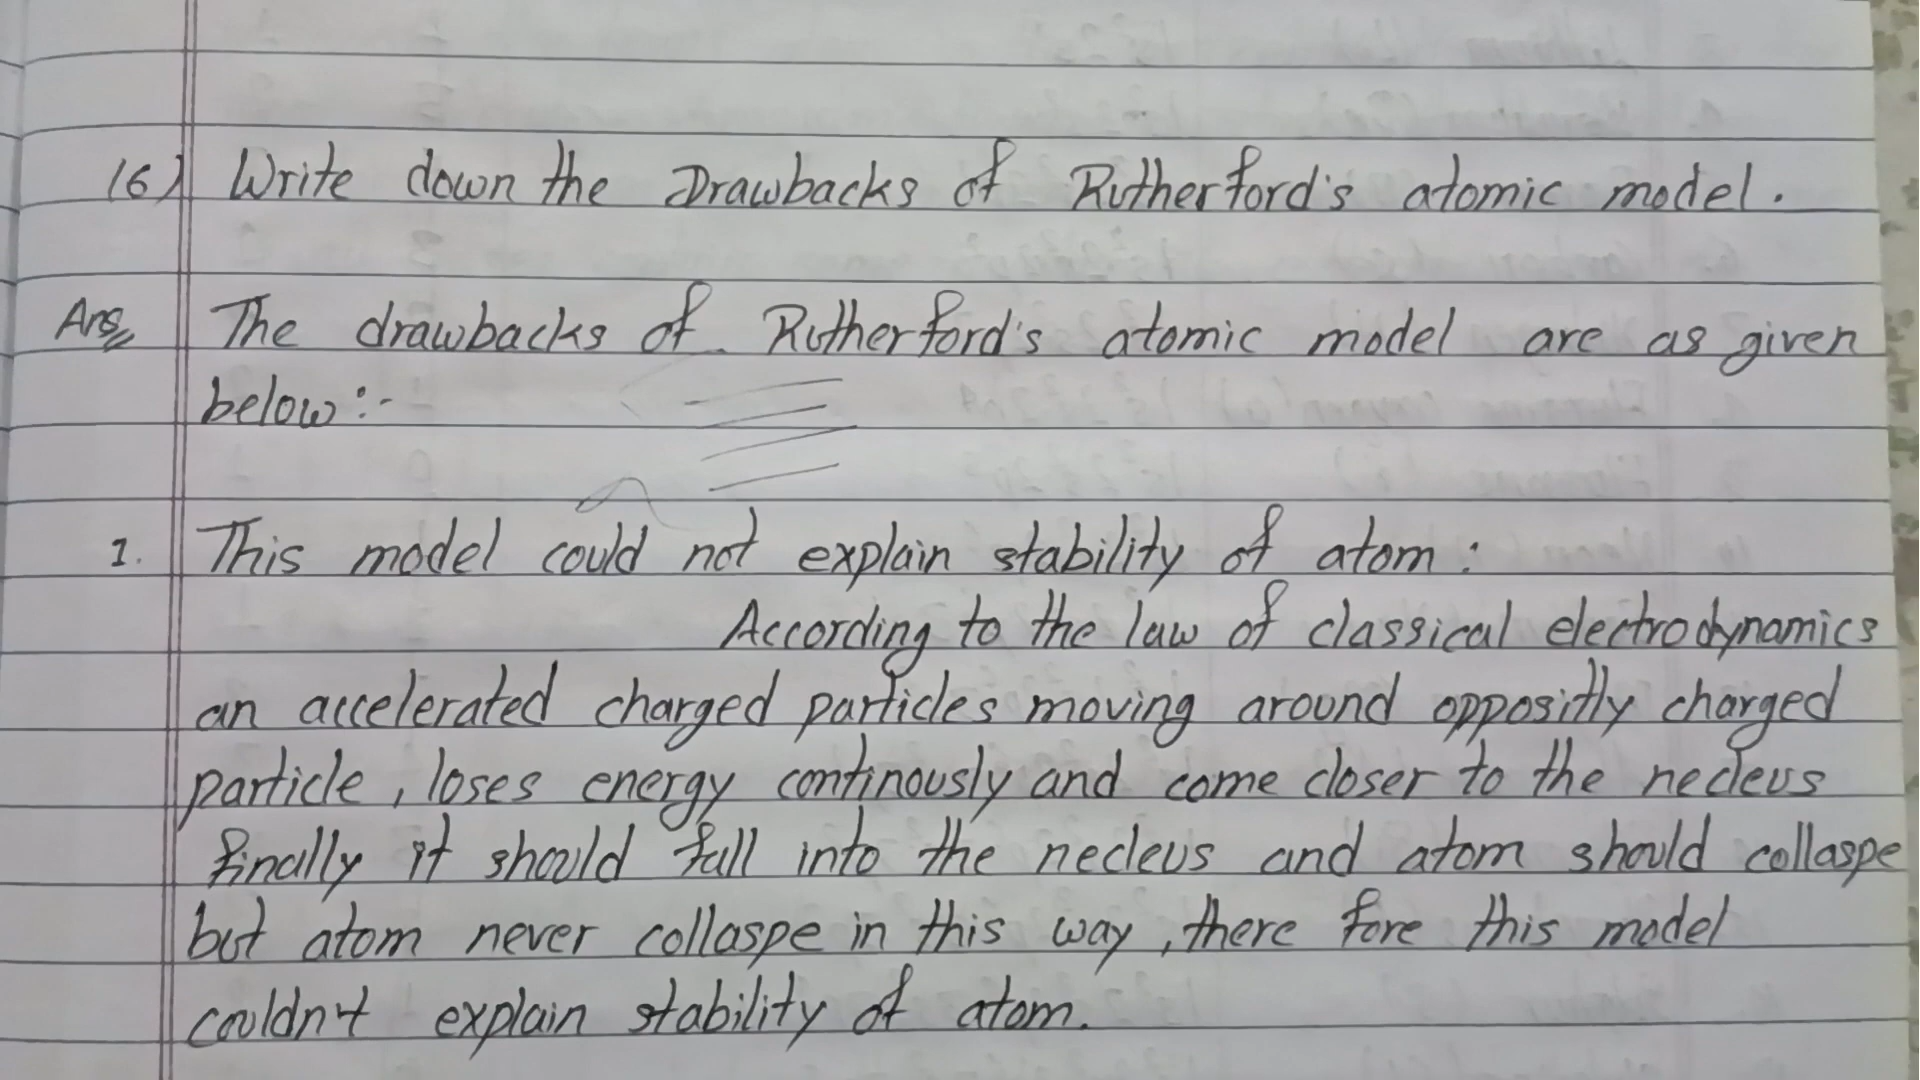 16) Write down the Drawbacks of Rutherford's atomic model.
Ans, The drawbacks of Rutherford's atomic model are as given
below:-
1. This model could not explain stability of atom:
According to the law of classical electrodynamics
an accelerated charged particles moving around oppositly charged
particle, loses energy continously and come closer to the necleus
finally it should fall into the necleus and atom should collaspe
but atom never collaspe in this way, there fore this model
couldn't explain stability of atom.